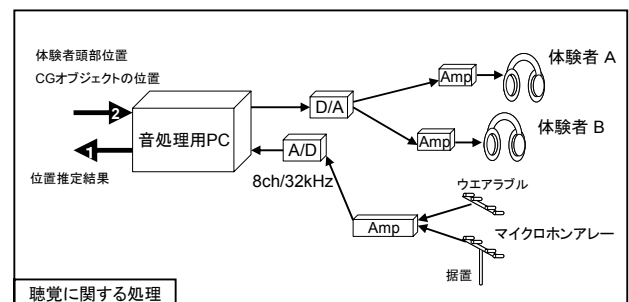 体験者頭部位置
CGオブジェクトの位置
2
1
位置推定結果
音処理用PC
D/A
A/D
8ch/32kHz
Amp
体験者 A
Amp
体験者 B
ウエアラブル
Amp
マイクロホンアレー
据置
聴覚に関する処理